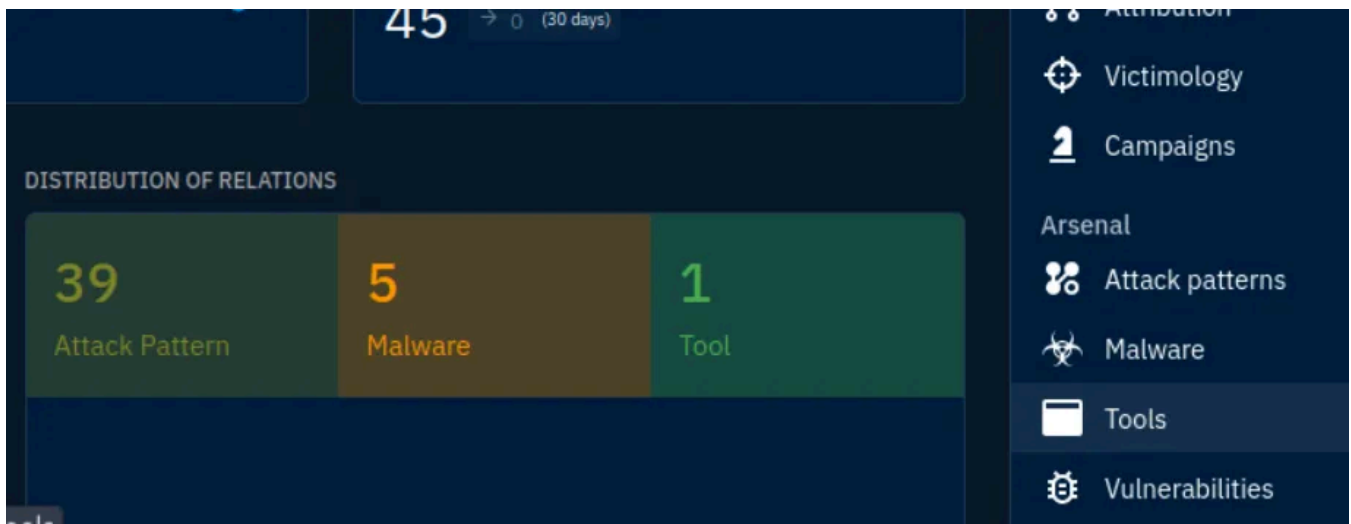 45 → 0 (30 days)
DISTRIBUTION OF RELATIONS
39
Attack Pattern
5
Malware
1
Tool
Attribution
Victimology
Campaigns
Arsenal
Attack patterns
Malware
Tools
Vulnerabilities